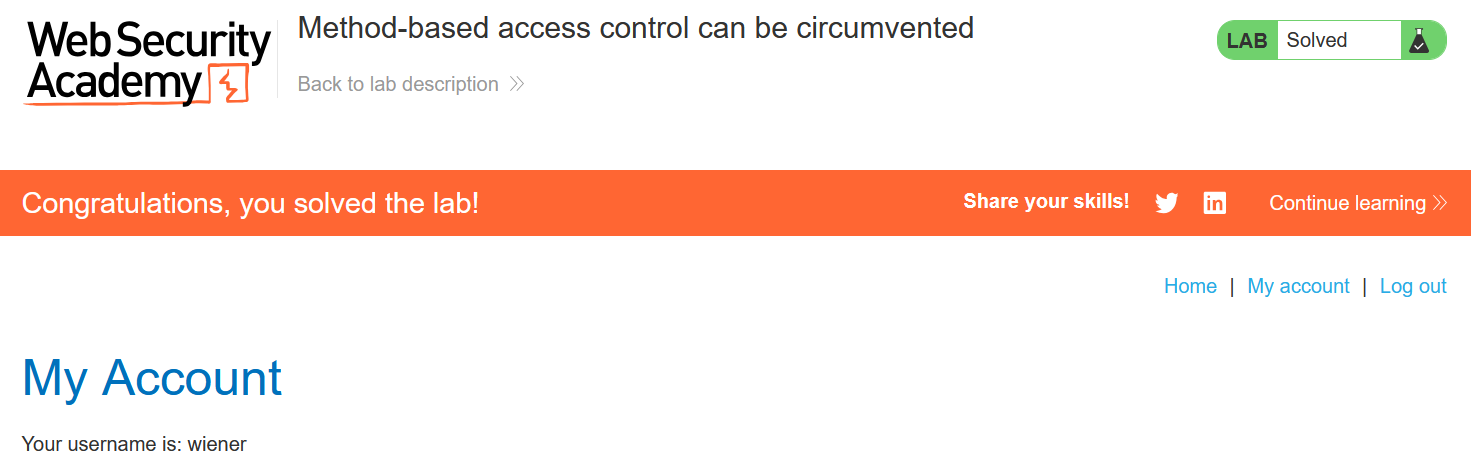 Web Security
Academy
Method-based access control can be circumvented
Back to lab description
LAB Solved
Congratulations, you solved the lab!
Share your skills!
Continue learning
Home | My account | Log out
My Account
Your username is: wiener